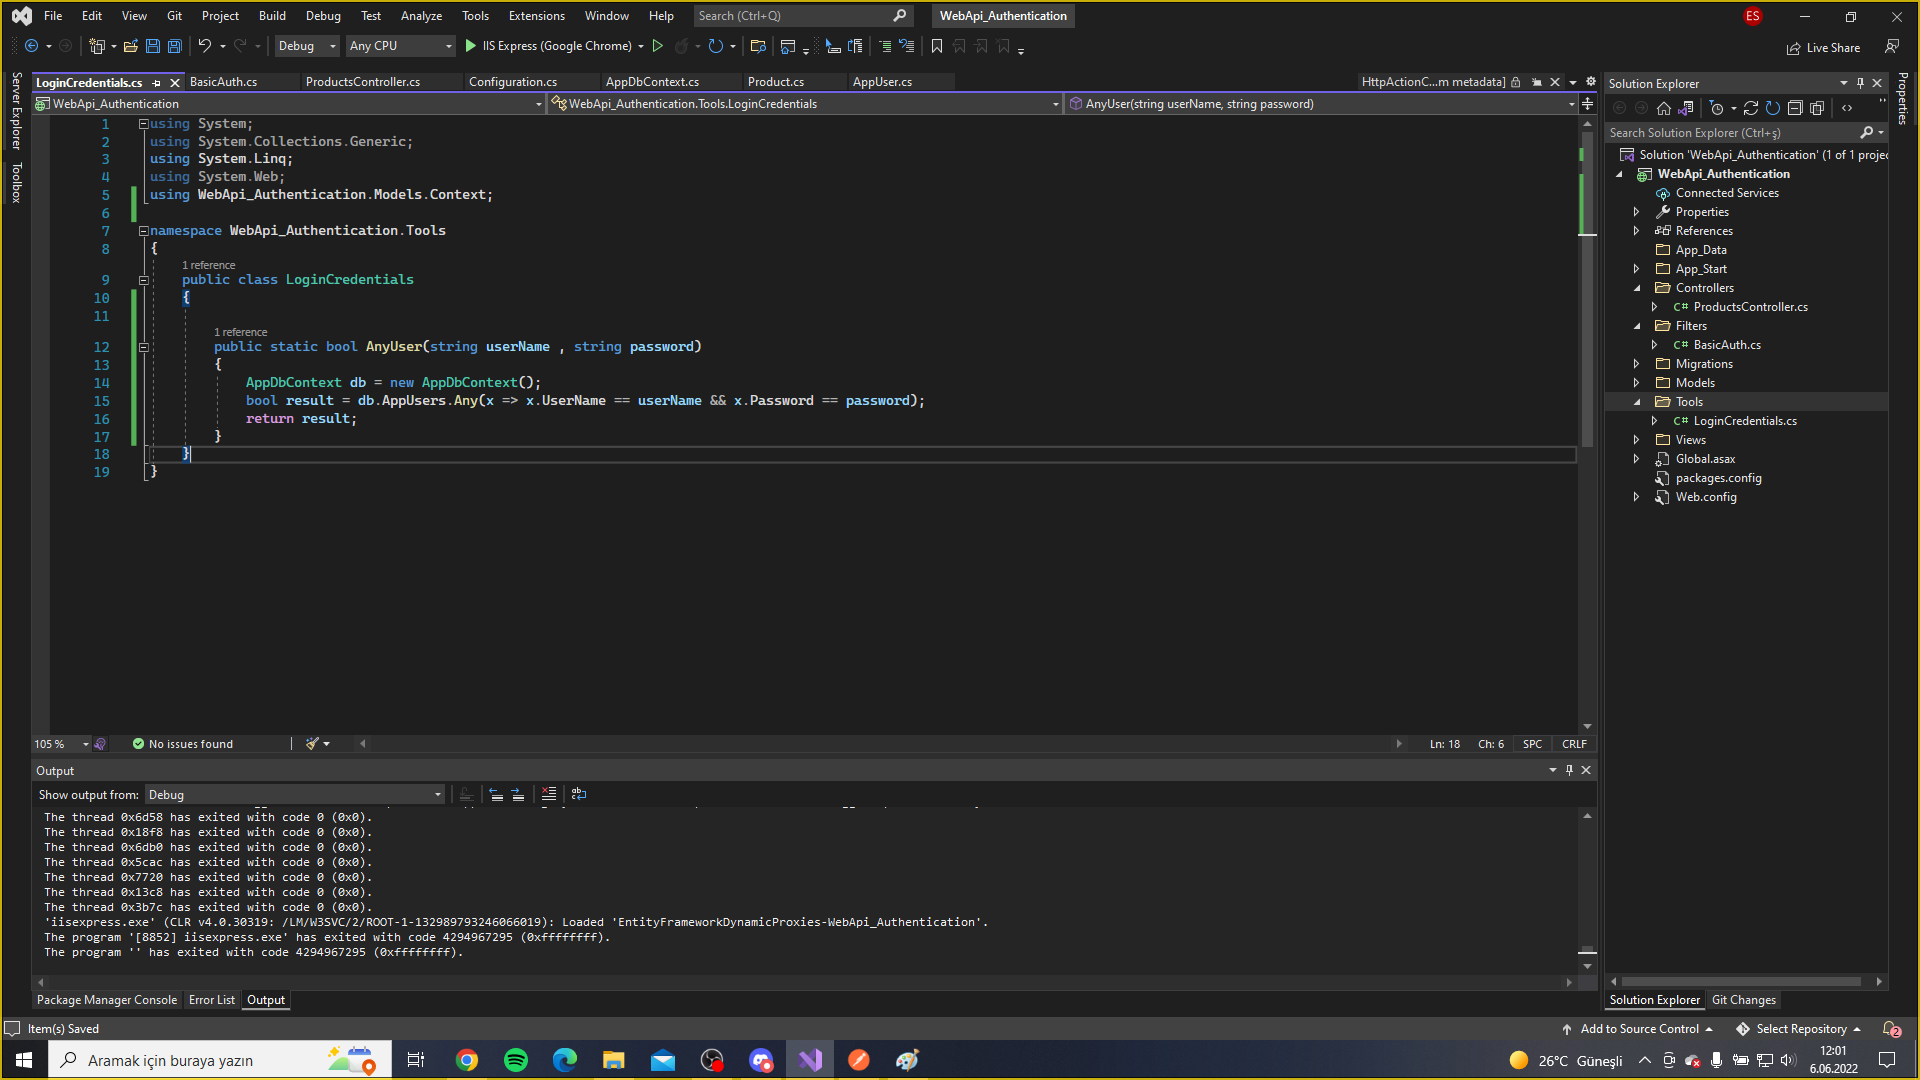 File Edit View Git Project Build Debug Test Analyze Tools Extensions Window Help Search (Ctrl+Q) WebApi_Authentication ES
Debug Any CPU IIS Express (Google Chrome) Live Share
LoginCredentials.cs BasicAuth.cs ProductsController.cs Configuration.cs AppDbContext.cs Product.cs AppUser.cs HttpActionC...m metadata]
WebApi_Authentication WebApi_Authentication.Tools.LoginCredentials AnyUser(string userName, string password)
Server Explorer
Toolbox
1 using System;
2 using System.Collections.Generic;
3 using System.Linq;
4 using System.Web;
5 using WebApi_Authentication.Models.Context;
6
7 namespace WebApi_Authentication.Tools
8 {
1 reference
9 public class LoginCredentials
10 {
11
1 reference
12 public static bool AnyUser(string userName , string password)
13 {
14 AppDbContext db = new AppDbContext();
15 bool result = db.AppUsers.Any(x => x.UserName == userName && x.Password == password);
16 return result;
17 }
18 }
19 }
105 % No issues found Ln: 18 Ch: 6 SPC CRLF
Output
Show output from: Debug
The thread 0x6d58 has exited with code 0 (0x0).
The thread 0x18f8 has exited with code 0 (0x0).
The thread 0x6db0 has exited with code 0 (0x0).
The thread 0x5cac has exited with code 0 (0x0).
The thread 0x7720 has exited with code 0 (0x0).
The thread 0x13c8 has exited with code 0 (0x0).
The thread 0x3b7c has exited with code 0 (0x0).
'iisexpress.exe' (CLR v4.0.30319: /LM/W3SVC/2/ROOT-1-132989793246066019): Loaded 'EntityFrameworkDynamicProxies-WebApi_Authentication'.
The program '[8852] iisexpress.exe' has exited with code 4294967295 (0xffffffff).
The program '' has exited with code 4294967295 (0xffffffff).
Package Manager Console Error List Output
Solution Explorer
Search Solution Explorer (Ctrl+ş)
Solution 'WebApi_Authentication' (1 of 1 projec
WebApi_Authentication
Connected Services
Properties
References
App_Data
App_Start
Controllers
C# ProductsController.cs
Filters
C# BasicAuth.cs
Migrations
Models
Tools
C# LoginCredentials.cs
Views
Global.asax
packages.config
Web.config
Solution Explorer Git Changes
Properties
Item(s) Saved Add to Source Control Select Repository 2
Aramak için buraya yazın 26°C Güneşli 12:01
6.06.2022